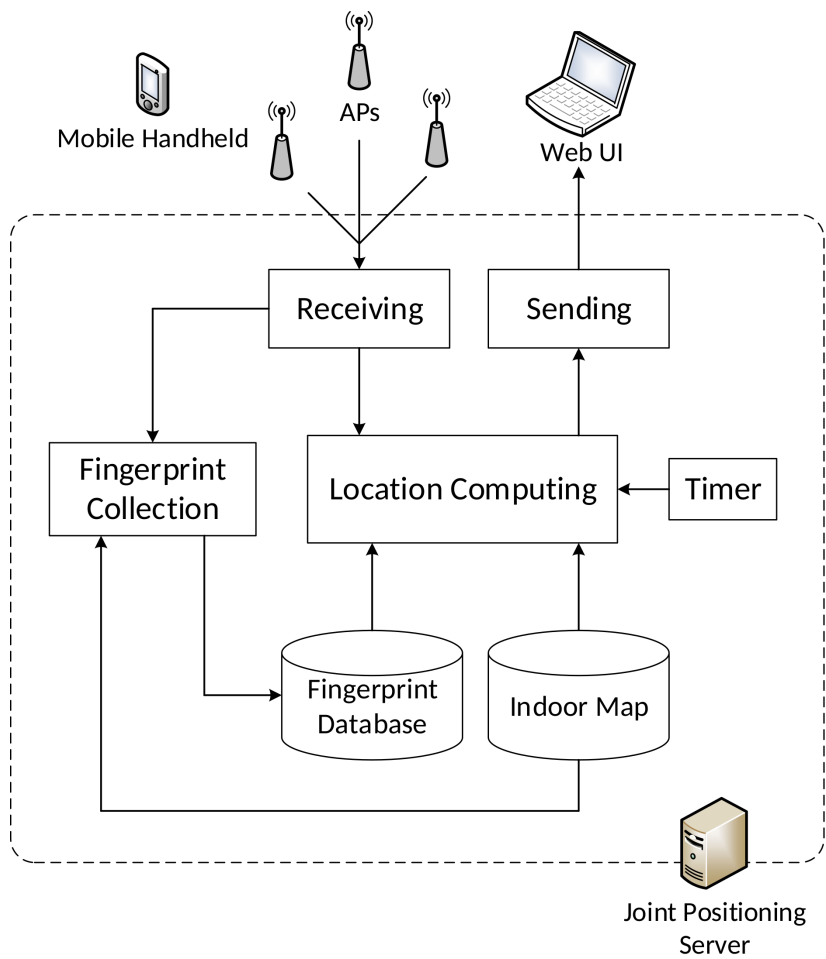 APs
Mobile Handheld
Web UI
Receiving
Sending
Fingerprint
Collection
Location Computing
Timer
Fingerprint
Database
Indoor Map
Joint Positioning
Server